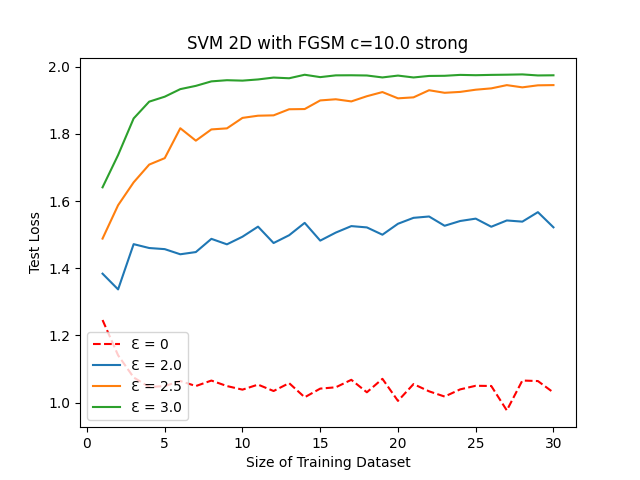 SVM 2D with FGSM c=10.0 strong
Test Loss
2.0
1.8
1.6
1.4
1.2
1.0
Ɛ = 0
Ɛ = 2.0
Ɛ = 2.5
Ɛ = 3.0
0 5 10 15 20 25 30
Size of Training Dataset